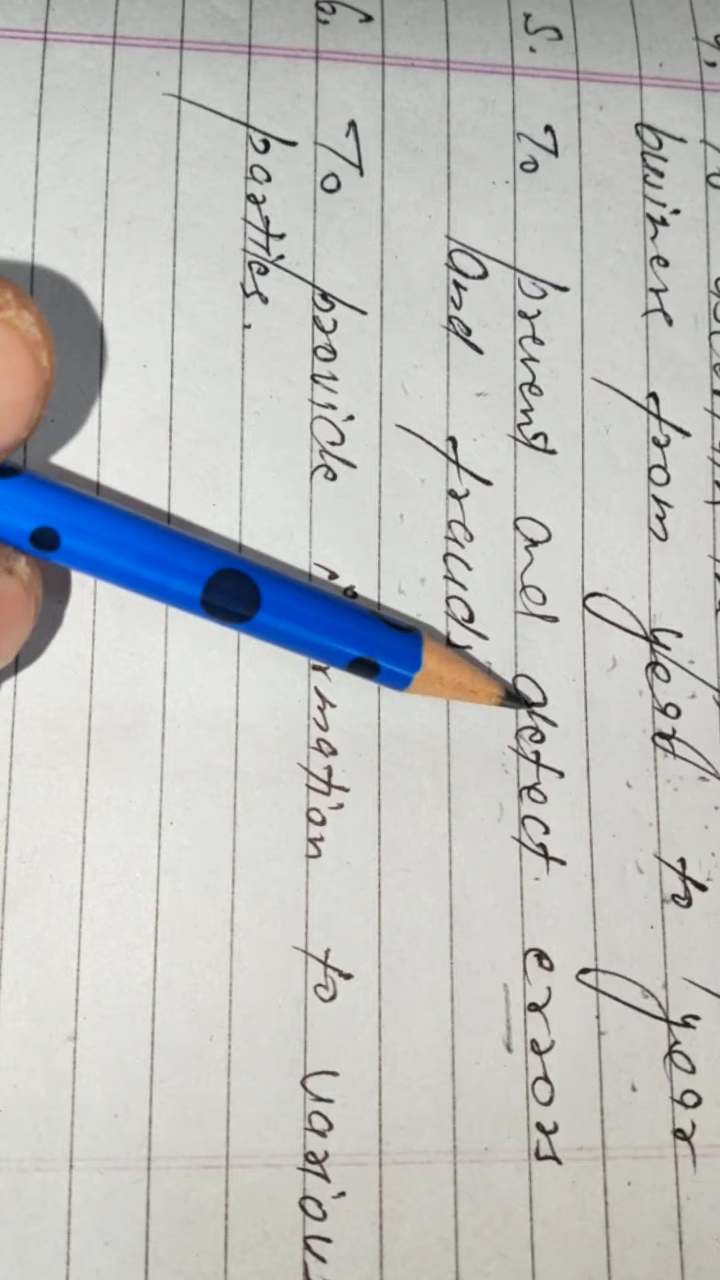 business from year to year
5. To prevent and detect errors
and frauds
6. To provide to various
parties.